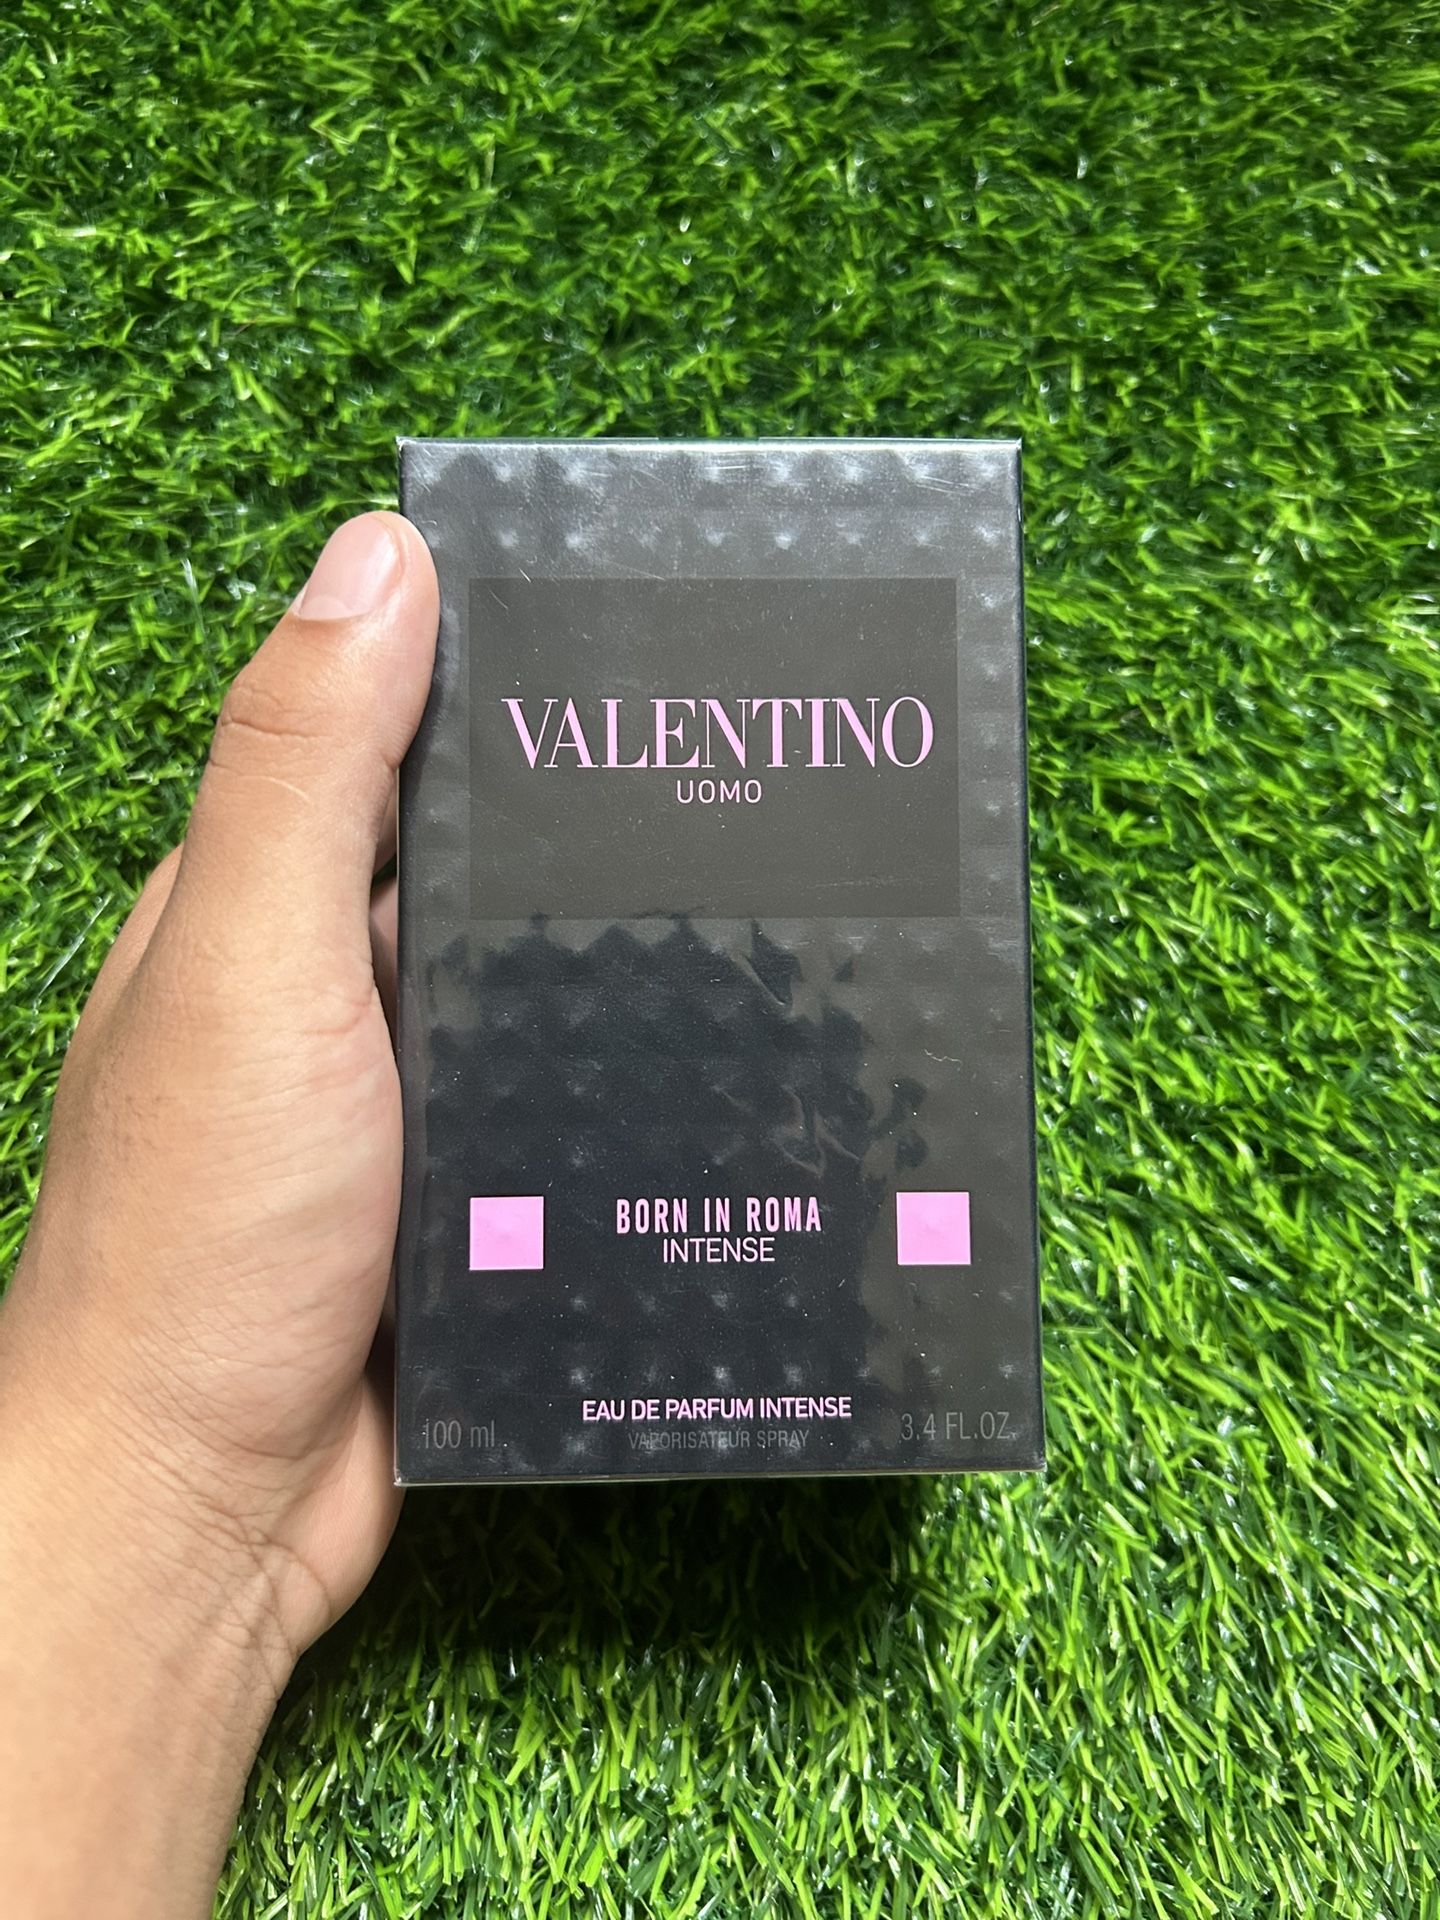 VALENTINO
UOMO
BORN IN ROMA
INTENSE
EAU DE PARFUM INTENSE
100 ml VAPORISATEUR SPRAY 3.4 FL.OZ.